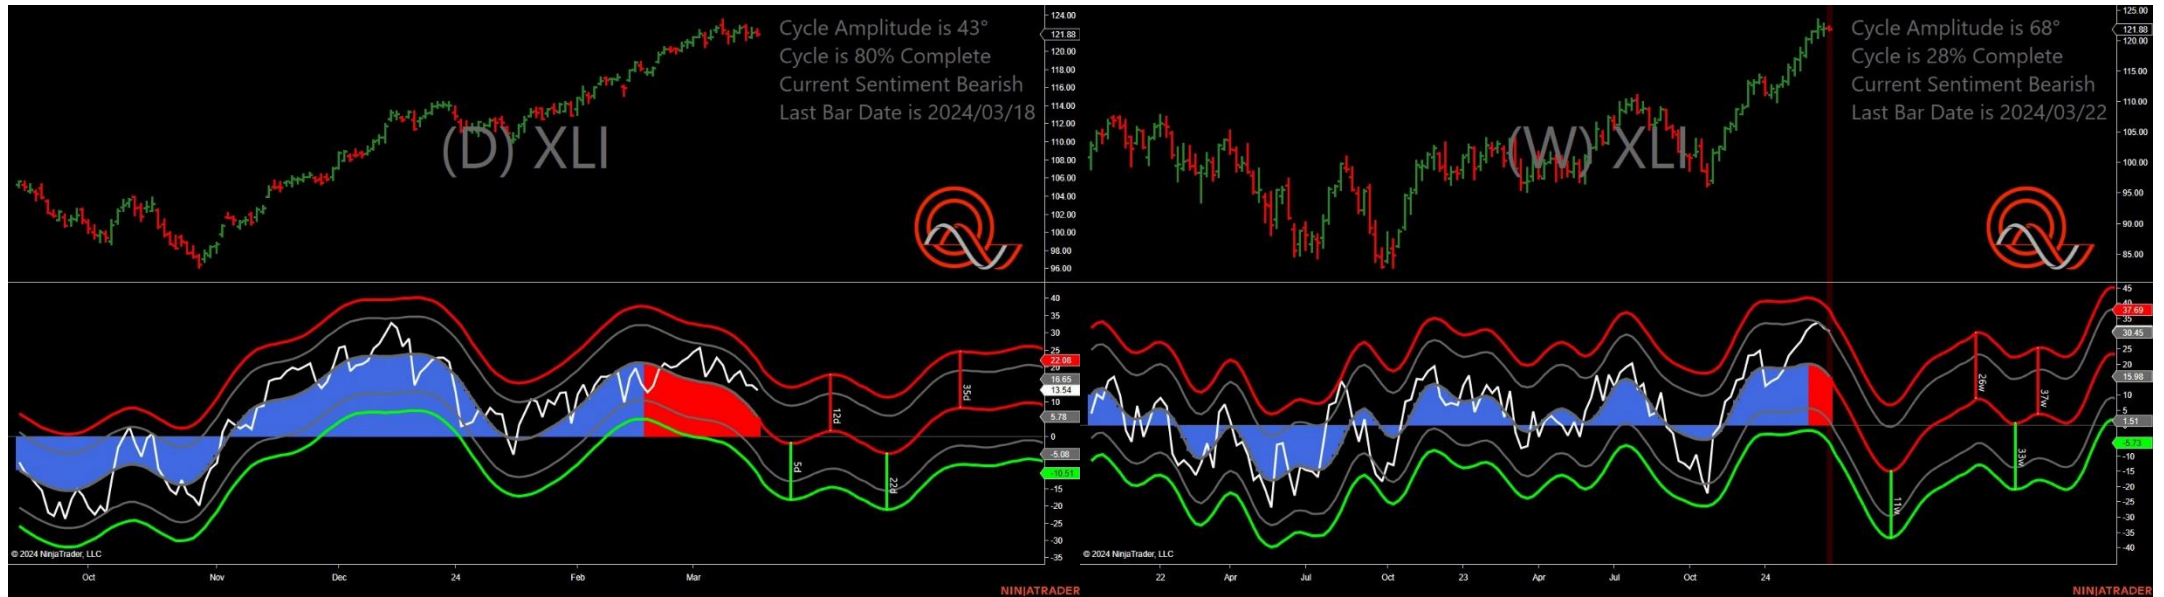 Cycle Amplitude is 43°
Cycle is 80% Complete
Current Sentiment Bearish
Last Bar Date is 2024/03/18
(D) XLI
124.00
121.88
120.00
118.00
116.00
114.00
112.00
110.00
108.00
106.00
104.00
102.00
100.00
98.00
96.00
40
35
30
25
22.08
20
16.65
13.54
10
5.78
0
-5.08
-10.51
-15
-20
-25
-30
-35
5d
12d
22d
35d
© 2024 NinjaTrader, LLC
Oct
Nov
Dec
24
Feb
Mar
NINJATRADER
Cycle Amplitude is 68°
Cycle is 28% Complete
Current Sentiment Bearish
Last Bar Date is 2024/03/22
(W) XLI
125.00
121.88
120.00
115.00
110.00
105.00
100.00
95.00
90.00
85.00
45
40
37.69
35
30.45
25
20
15.98
10
5
1.51
-5.73
-10
-15
-20
-25
-30
-35
-40
11w
26w
33w
37w
© 2024 NinjaTrader, LLC
22
Apr
Jul
Oct
23
Apr
Jul
Oct
24
NINJATRADER